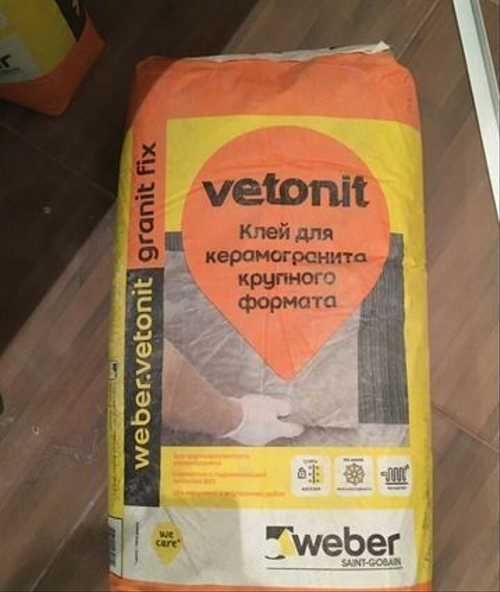 vetonit
Клей для
керамогранита
крупного
формата
weber.vetonit granit fix
we
care
weber
SAINT-GOBAIN